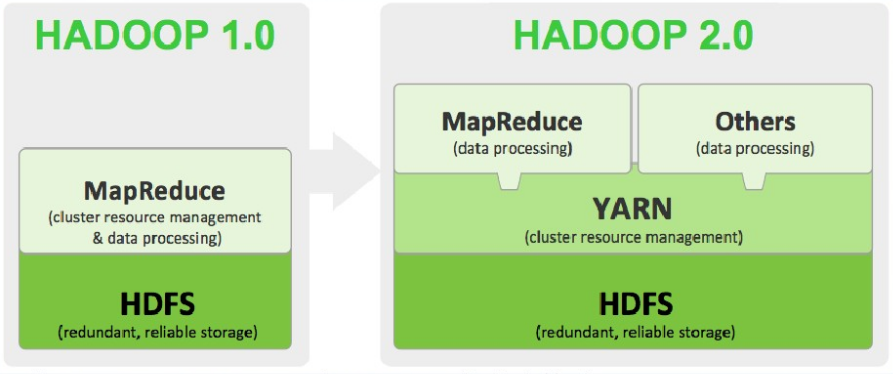 HADOOP 1.0
MapReduce
(cluster resource management
& data processing)
HDFS
(redundant, reliable storage)
HADOOP 2.0
MapReduce
(data processing)
Others
(data processing)
YARN
(cluster resource management)
HDFS
(redundant, reliable storage)